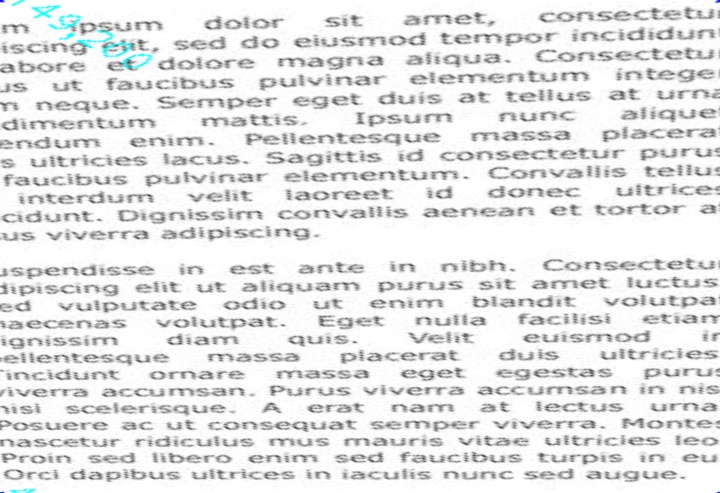 m ipsum dolor sit amet, consectetu
iscing elit, sed do eiusmod tempor incididun
abore et dolore magna aliqua. Consectetu
us ut faucibus pulvinar elementum intege
m neque. Semper eget duis at tellus at urna
dimentum mattis. Ipsum nunc alique
endum enim. Pellentesque massa placera
s ultricies lacus. Sagittis id consectetur purus
faucibus pulvinar elementum. Convallis tellus
interdum velit laoreet id donec ultrices
cidunt. Dignissim convallis aenean et tortor at
us viverra adipiscing.
uspendisse in est ante in nibh. Consectetu
dipiscing elit ut aliquam purus sit amet luctus
ed vulputate odio ut enim blandit volutpa
aecenas volutpat. Eget nulla facilisi etiam
ignissim diam quis. Velit euismod in
ellentesque massa placerat duis ultricies
incidunt ornare massa eget egestas purus
viverra accumsan. Purus viverra accumsan in nis
nisi scelerisque. A erat nam at lectus urna
Posuere ac ut consequat semper viverra. Montes
nascetur ridiculus mus mauris vitae ultricies leo
Proin sed libero enim sed faucibus turpis in eu
Orci dapibus ultrices in iaculis nunc sed augue.